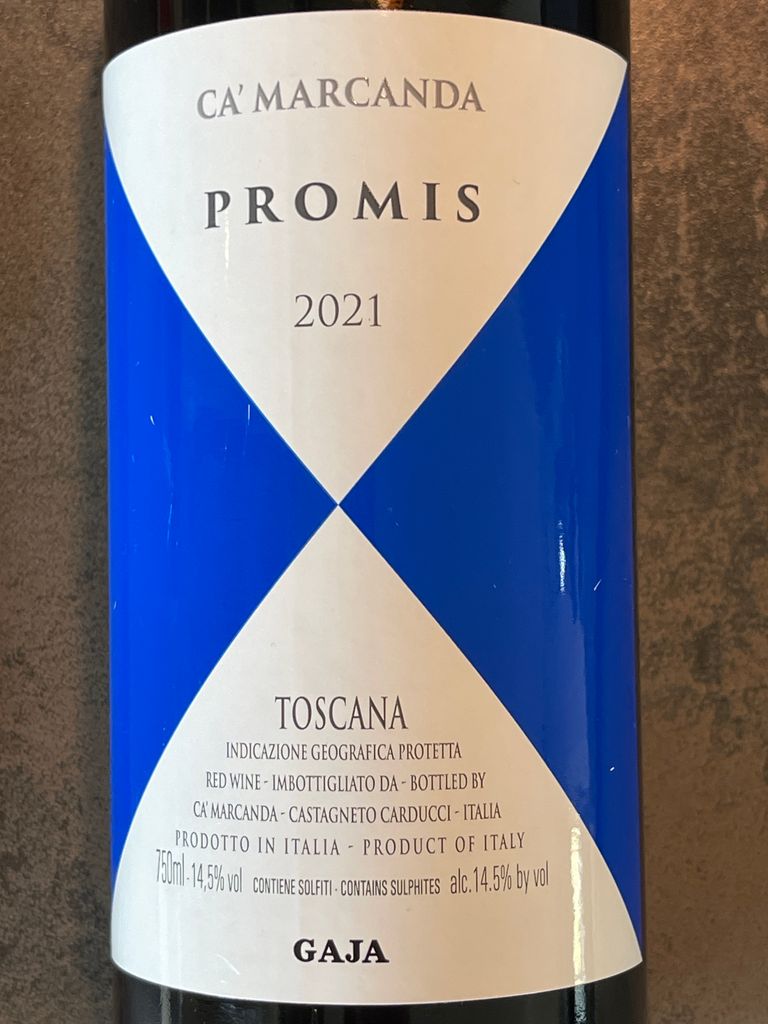 CA' MARCANDA
PROMIS
2021
TOSCANA
INDICAZIONE GEOGRAFICA PROTETTA
RED WINE - IMBOTTIGLIATO DA - BOTTLED BY
CA' MARCANDA - CASTAGNETO CARDUCCI - ITALIA
PRODOTTO IN ITALIA - PRODUCT OF ITALY
750ml - 14,5% vol CONTIENE SOLFITI - CONTAINS SULPHITES alc.14.5% by vol
GAJA